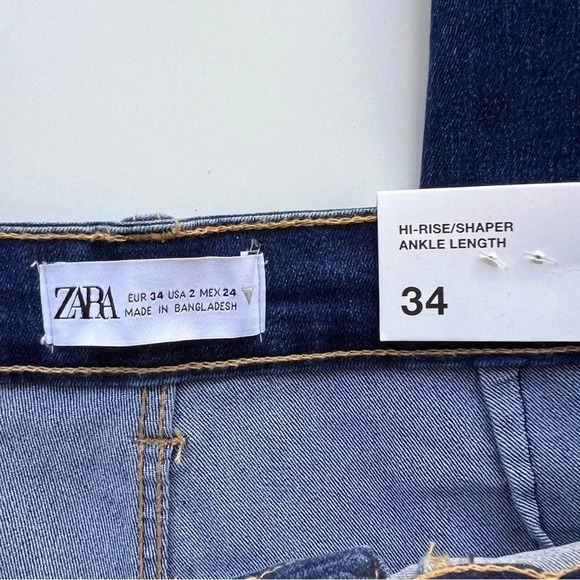 ZARA
EUR 34 USA 2 MEX 24
MADE IN BANGLADESH
HI-RISE/SHAPER
ANKLE LENGTH
34